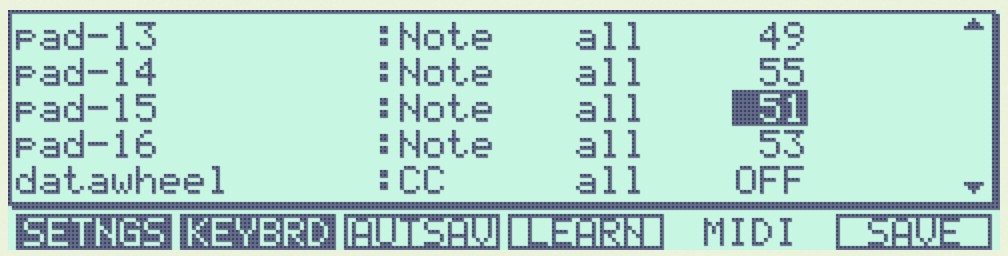 pad-13 :Note all 49
pad-14 :Note all 55
pad-15 :Note all 51
pad-16 :Note all 53
datawheel :CC all OFF
SETNGS KEYBRD AUTSAV LEARN MIDI SAVE